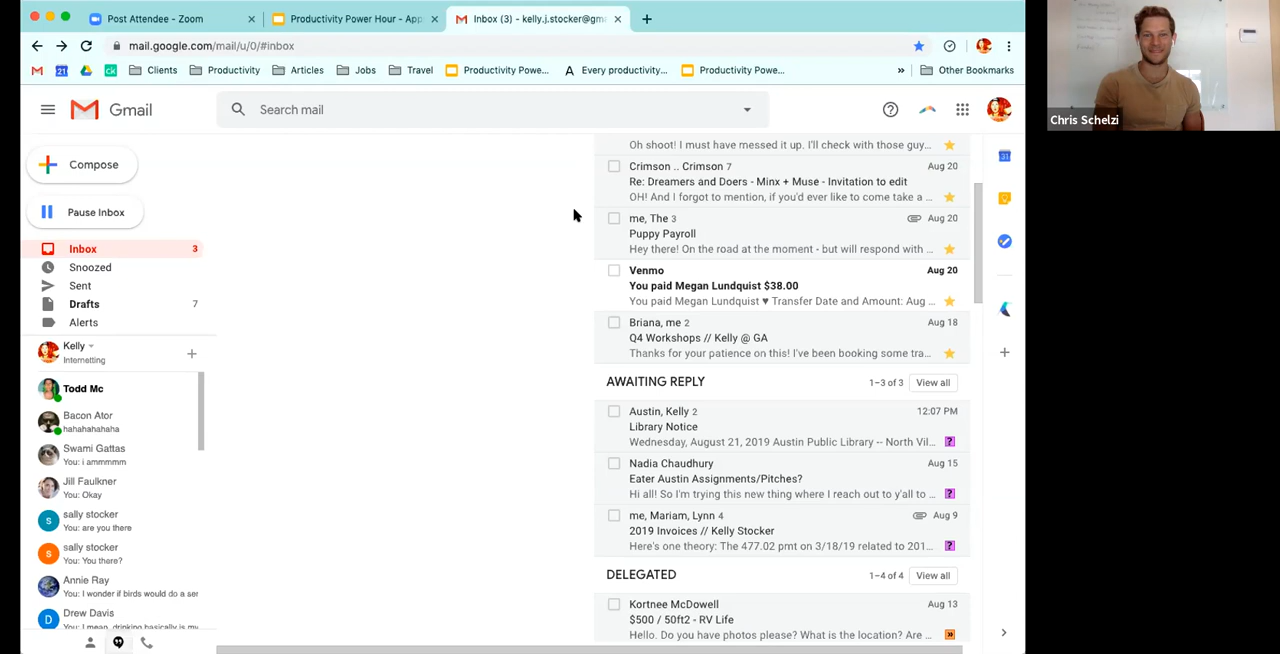 Post Attendee - Zoom
Productivity Power Hour - App
Inbox (3) - kelly.j.stocker@gm
mail.google.com/mail/u/0/#inbox
Clients
Productivity
Articles
Jobs
Travel
Productivity Powe...
Every productivity...
Productivity Powe...
Other Bookmarks
Gmail
Search mail
Chris Schelzi
Compose
Pause Inbox
Inbox 3
Snoozed
Sent
Drafts 7
Alerts
Kelly
Internetting
Todd Mc
Bacon Ator
hahahahahaha
Swami Gattas
You: i ammmmm
Jill Faulkner
You: Okay
sally stocker
You: are you there
sally stocker
You: You there?
Annie Ray
You: I wonder if birds would do a ser
Drew Davis
You: I mean, drinking basically is my
Oh shoot! I must have messed it up. I'll check with those guy...
Crimson .. Crimson 7 Aug 20
Re: Dreamers and Doers - Minx + Muse - Invitation to edit
OH! And I forgot to mention, if you'd ever like to come take a ...
me, The 3 Aug 20
Puppy Payroll
Hey there! On the road at the moment - but will respond with ...
Venmo Aug 20
You paid Megan Lundquist $38.00
You paid Megan Lundquist ♥ Transfer Date and Amount: Aug ...
Briana, me 2 Aug 18
Q4 Workshops // Kelly @ GA
Thanks for your patience on this! I've been booking some tra...
AWAITING REPLY 1–3 of 3 View all
Austin, Kelly 2 12:07 PM
Library Notice
Wednesday, August 21, 2019 Austin Public Library -- North Vil...
Nadia Chaudhury Aug 15
Eater Austin Assignments/Pitches?
Hi all! So I'm trying this new thing where I reach out to y'all to ...
me, Mariam, Lynn 4 Aug 9
2019 Invoices // Kelly Stocker
Here's one theory: The 477.02 pmt on 3/18/19 related to 201...
DELEGATED 1–4 of 4 View all
Kortnee McDowell Aug 13
$500 / 50ft2 - RV Life
Hello. Do you have photos please? What is the location? Are ...